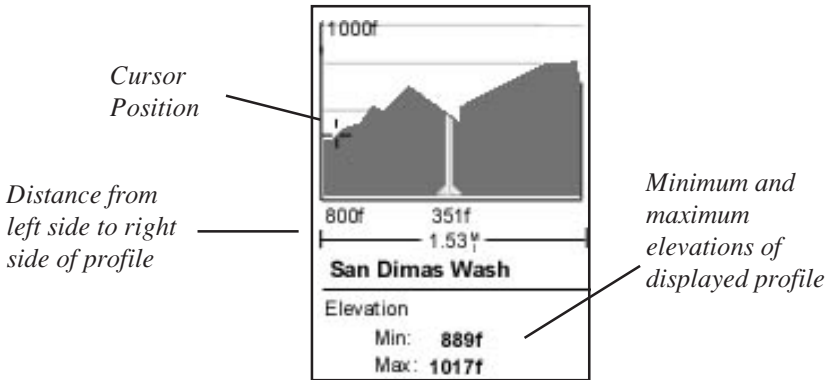 1000f
Cursor
Position
Distance from
left side to right
side of profile
800f 351f
1.53 MI
San Dimas Wash
Elevation
Min: 889f
Max: 1017f
Minimum and
maximum
elevations of
displayed profile